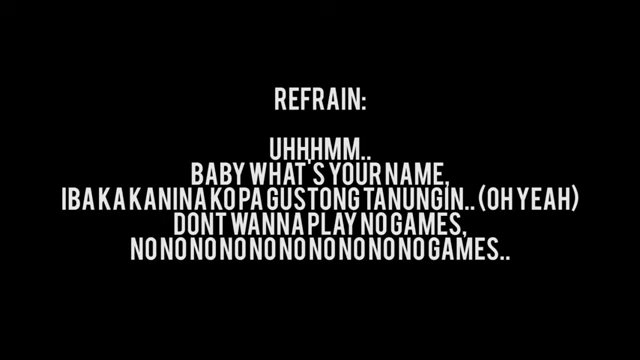 REFRAIN:
UHHHMM..
BABY WHAT'S YOUR NAME,
IBA KA KANINA KO PA GUSTONG TANUNGIN.. (OH YEAH)
DONT WANNA PLAY NO GAMES,
NO NO NO NO NO NO NO NO NO NO GAMES..